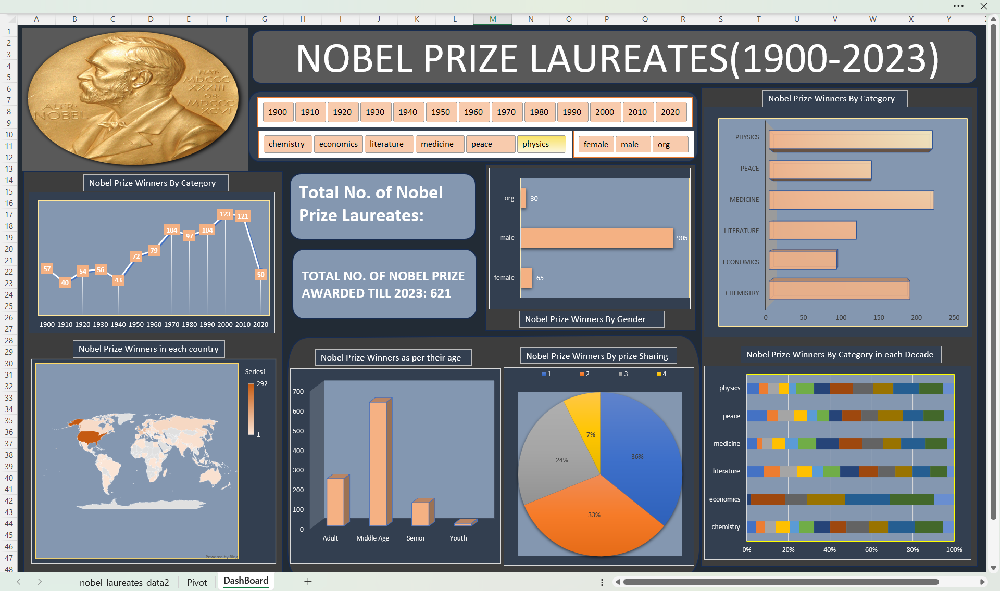 A B C D E F G H I J K L M N O P Q R S T U V W X Y
1
2
3
4
5
6
7
8
9
10
11
12
13
14
15
16
17
18
19
20
21
22
23
24
25
26
27
28
29
30
31
32
33
34
35
36
37
38
39
40
41
42
43
44
45
46
47
48
ALFR·
NOBEL
NAT·
MDCCC
XXXIII
OB·
MDCCC
XCVI
NOBEL PRIZE LAUREATES(1900-2023)
1900 1910 1920 1930 1940 1950 1960 1970 1980 1990 2000 2010 2020
chemistry economics literature medicine peace physics
female male org
Nobel Prize Winners By Category
PHYSICS
PEACE
MEDICINE
LITERATURE
ECONOMICS
CHEMISTRY
0 50 100 150 200 250
Nobel Prize Winners By Category
57 40 54 56 43 72 79 104 97 104 123 121 50
1900 1910 1920 1930 1940 1950 1960 1970 1980 1990 2000 2010 2020
Total No. of Nobel
Prize Laureates:
TOTAL NO. OF NOBEL PRIZE
AWARDED TILL 2023: 621
org 30
male 905
female 65
Nobel Prize Winners By Gender
Nobel Prize Winners in each country
Series1
292
1
Powered by Bing
Nobel Prize Winners as per their age
700
600
500
400
300
200
100
0
Adult Middle Age Senior Youth
Nobel Prize Winners By prize Sharing
1 2 3 4
7%
36%
24%
33%
Nobel Prize Winners By Category in each Decade
physics
peace
medicine
literature
economics
chemistry
0% 20% 40% 60% 80% 100%
nobel_laureates_data2 Pivot DashBoard